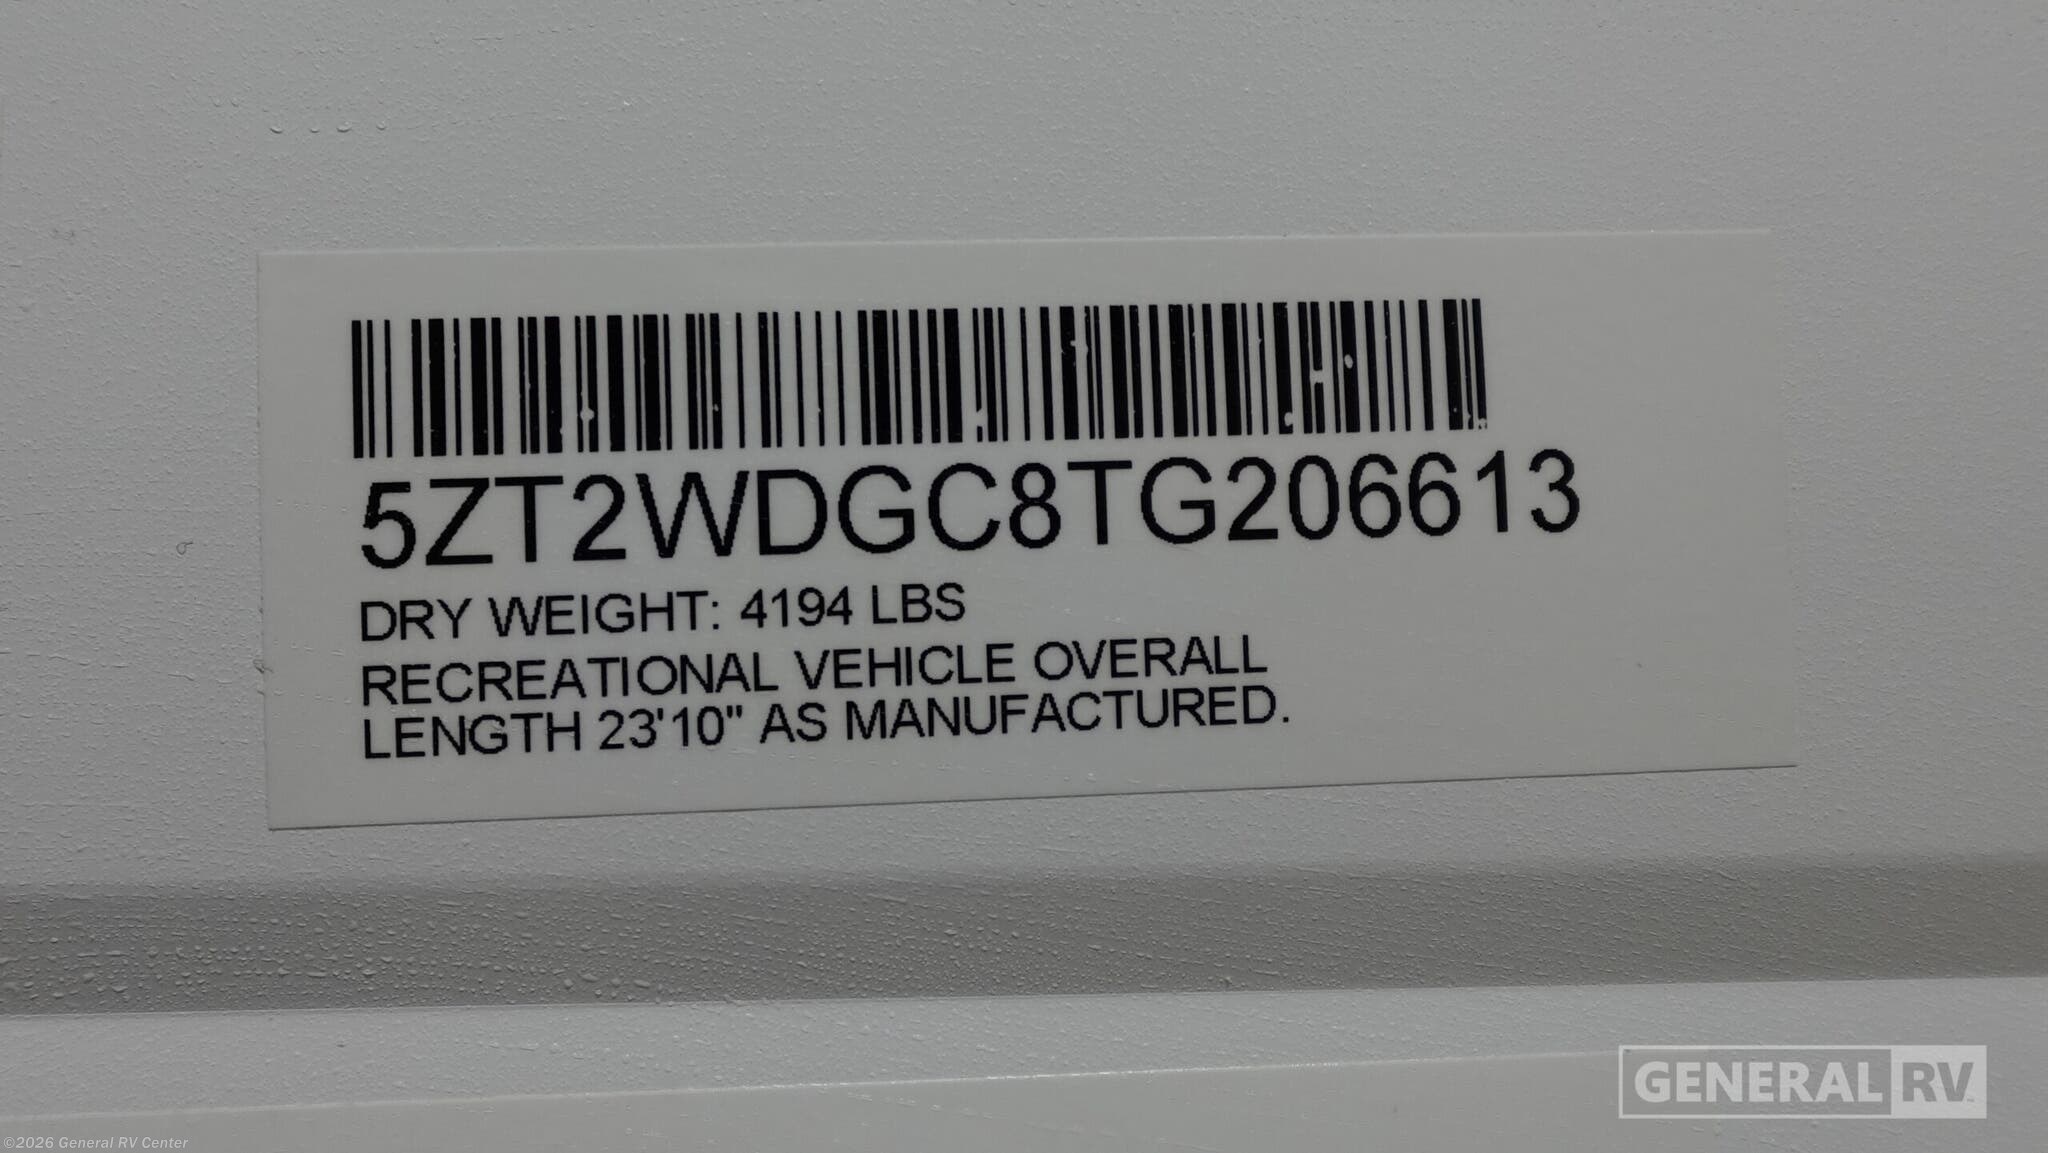 5ZT2WDGC8TG206613
DRY WEIGHT: 4194 LBS
RECREATIONAL VEHICLE OVERALL
LENGTH 23'10" AS MANUFACTURED.
GENERAL RV
©2026 General RV Center